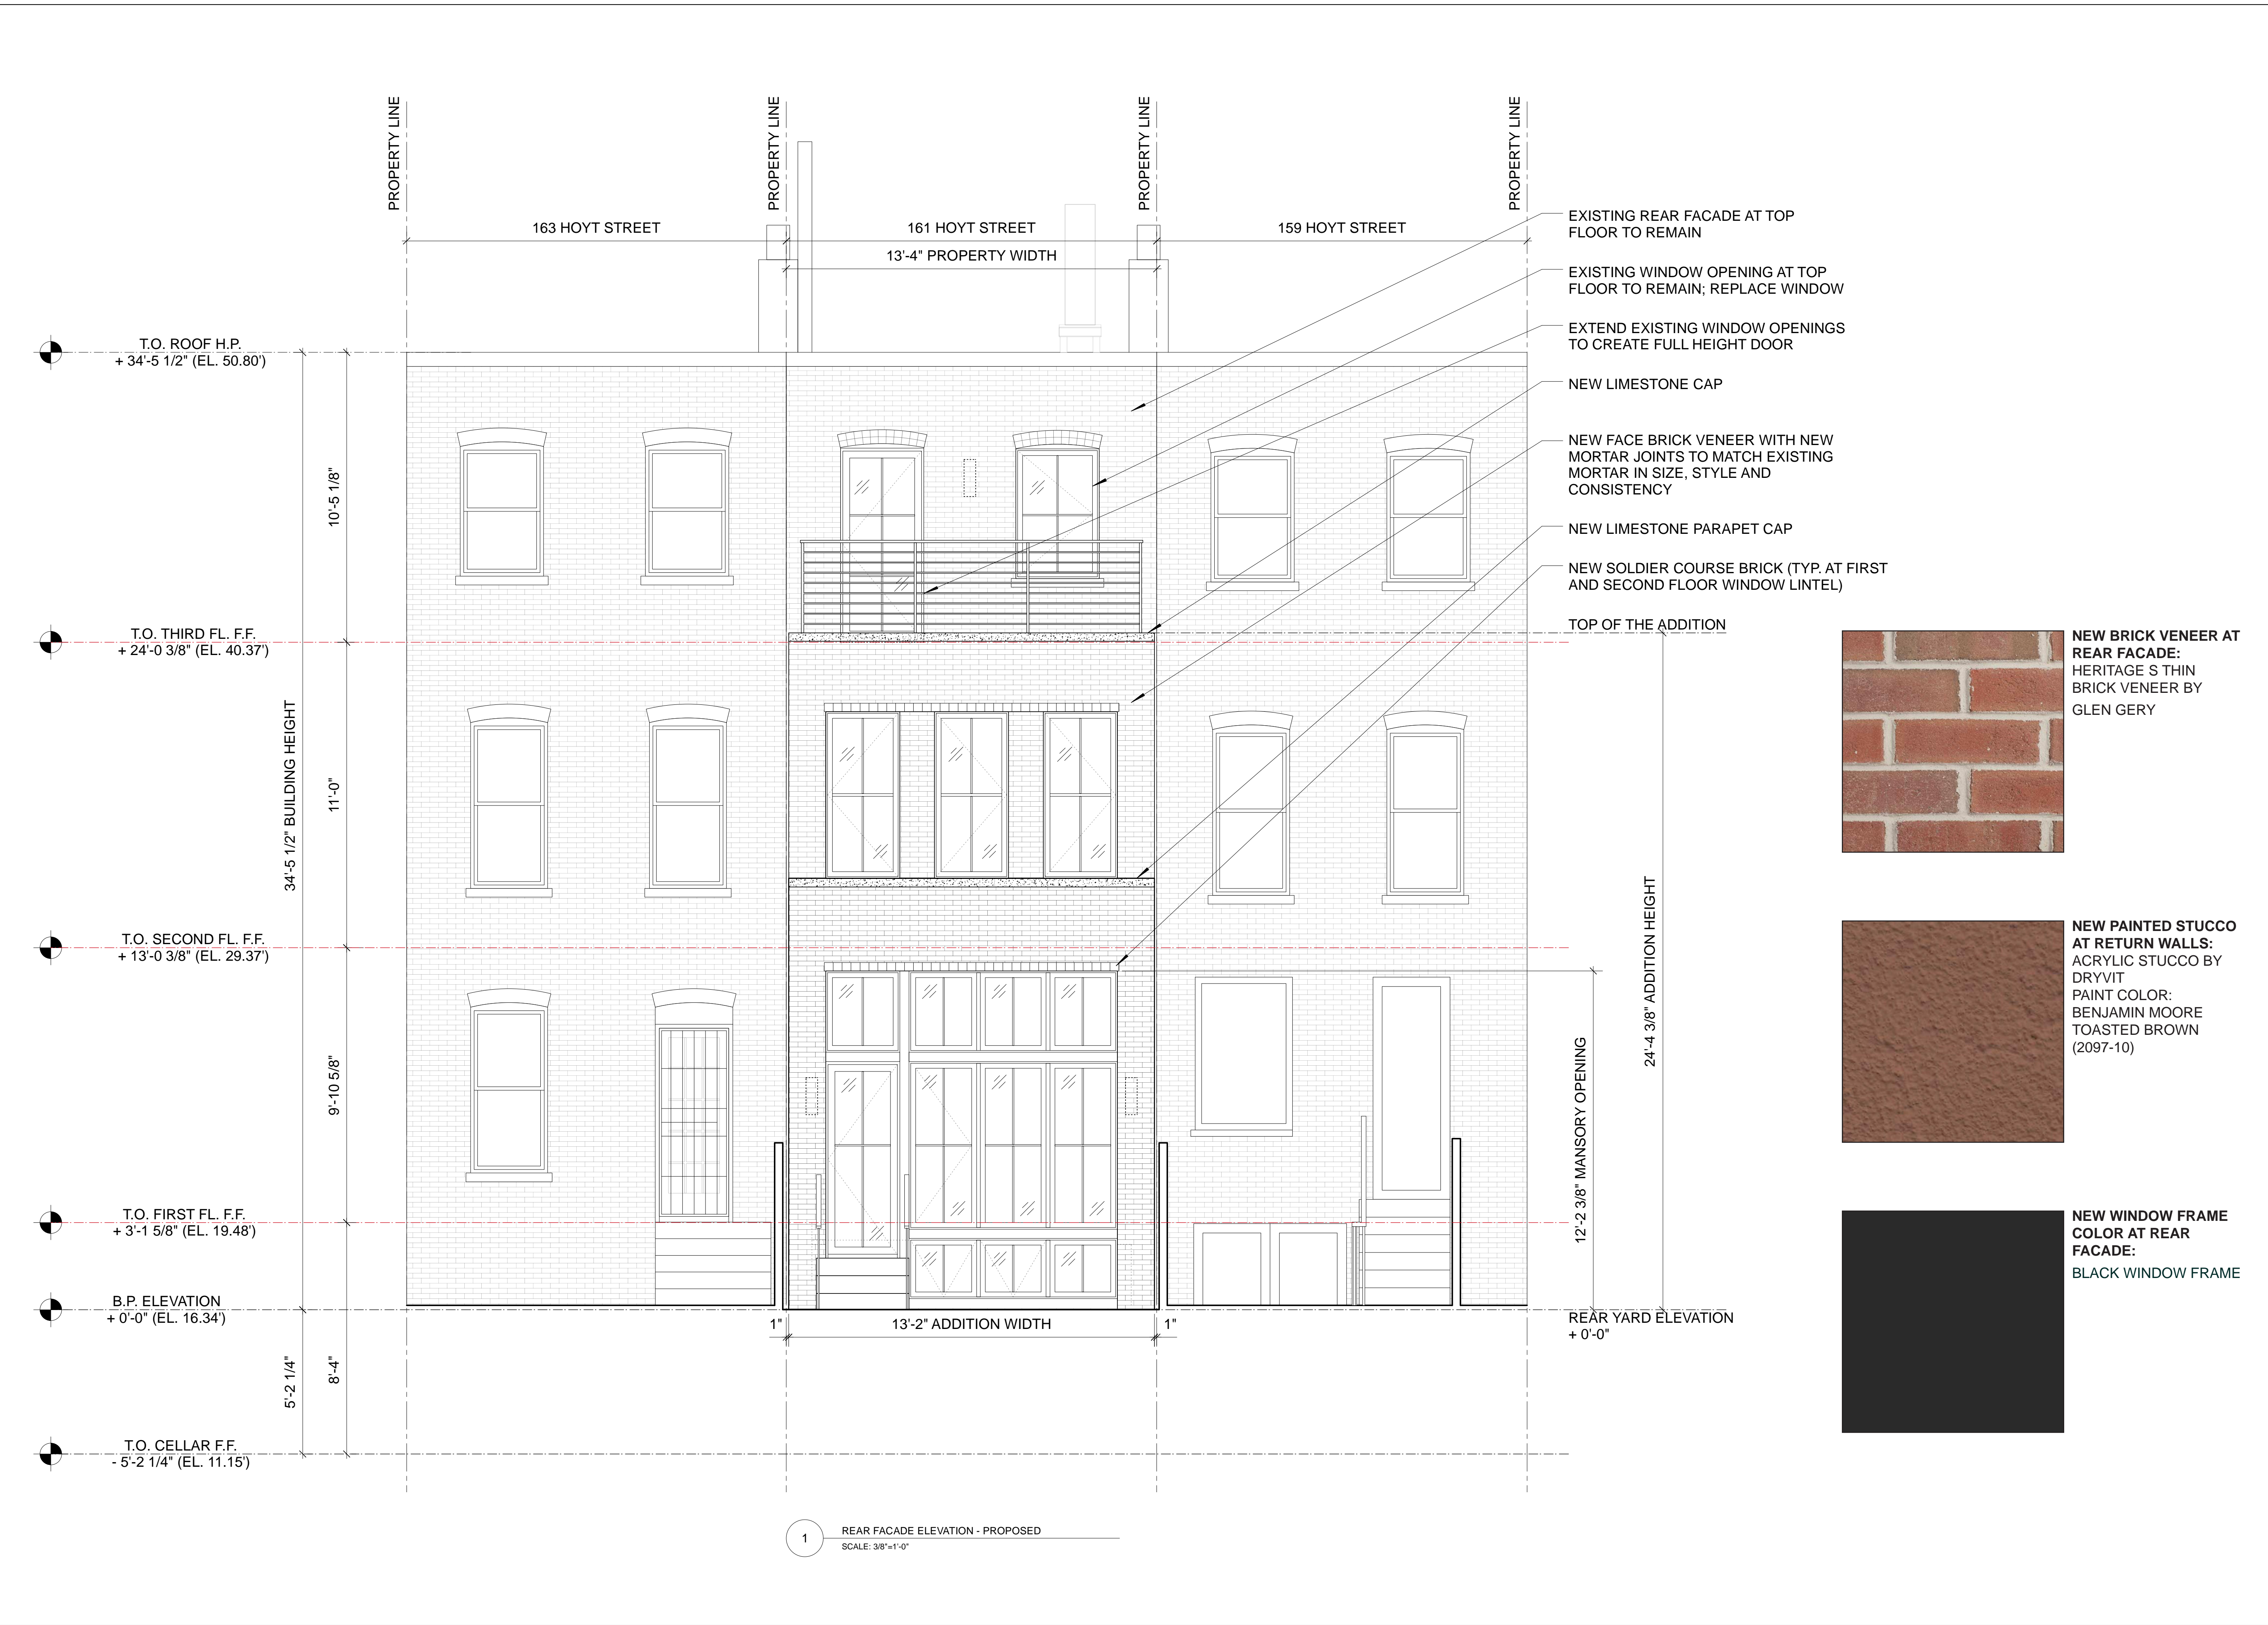 PROPERTY LINE
PROPERTY LINE
PROPERTY LINE
PROPERTY LINE
163 HOYT STREET
161 HOYT STREET
159 HOYT STREET
13'-4" PROPERTY WIDTH
EXISTING REAR FACADE AT TOP
FLOOR TO REMAIN
EXISTING WINDOW OPENING AT TOP
FLOOR TO REMAIN; REPLACE WINDOW
EXTEND EXISTING WINDOW OPENINGS
TO CREATE FULL HEIGHT DOOR
NEW LIMESTONE CAP
NEW FACE BRICK VENEER WITH NEW
MORTAR JOINTS TO MATCH EXISTING
MORTAR IN SIZE, STYLE AND
CONSISTENCY
NEW LIMESTONE PARAPET CAP
NEW SOLDIER COURSE BRICK (TYP. AT FIRST
AND SECOND FLOOR WINDOW LINTEL)
TOP OF THE ADDITION
T.O. ROOF H.P.
+ 34'-5 1/2" (EL. 50.80')
T.O. THIRD FL. F.F.
+ 24'-0 3/8" (EL. 40.37')
T.O. SECOND FL. F.F.
+ 13'-0 3/8" (EL. 29.37')
T.O. FIRST FL. F.F.
+ 3'-1 5/8" (EL. 19.48')
B.P. ELEVATION
+ 0'-0" (EL. 16.34')
T.O. CELLAR F.F.
- 5'-2 1/4" (EL. 11.15')
34'-5 1/2" BUILDING HEIGHT
5'-2 1/4"
10'-5 1/8"
11'-0"
9'-10 5/8"
8'-4"
1"
13'-2" ADDITION WIDTH
1"
12'-2 3/8" MANSORY OPENING
24'-4 3/8" ADDITION HEIGHT
REAR YARD ELEVATION
+ 0'-0"
NEW BRICK VENEER AT
REAR FACADE:
HERITAGE S THIN
BRICK VENEER BY
GLEN GERY
NEW PAINTED STUCCO
AT RETURN WALLS:
ACRYLIC STUCCO BY
DRYVIT
PAINT COLOR:
BENJAMIN MOORE
TOASTED BROWN
(2097-10)
NEW WINDOW FRAME
COLOR AT REAR
FACADE:
BLACK WINDOW FRAME
1
REAR FACADE ELEVATION - PROPOSED
SCALE: 3/8"=1'-0"